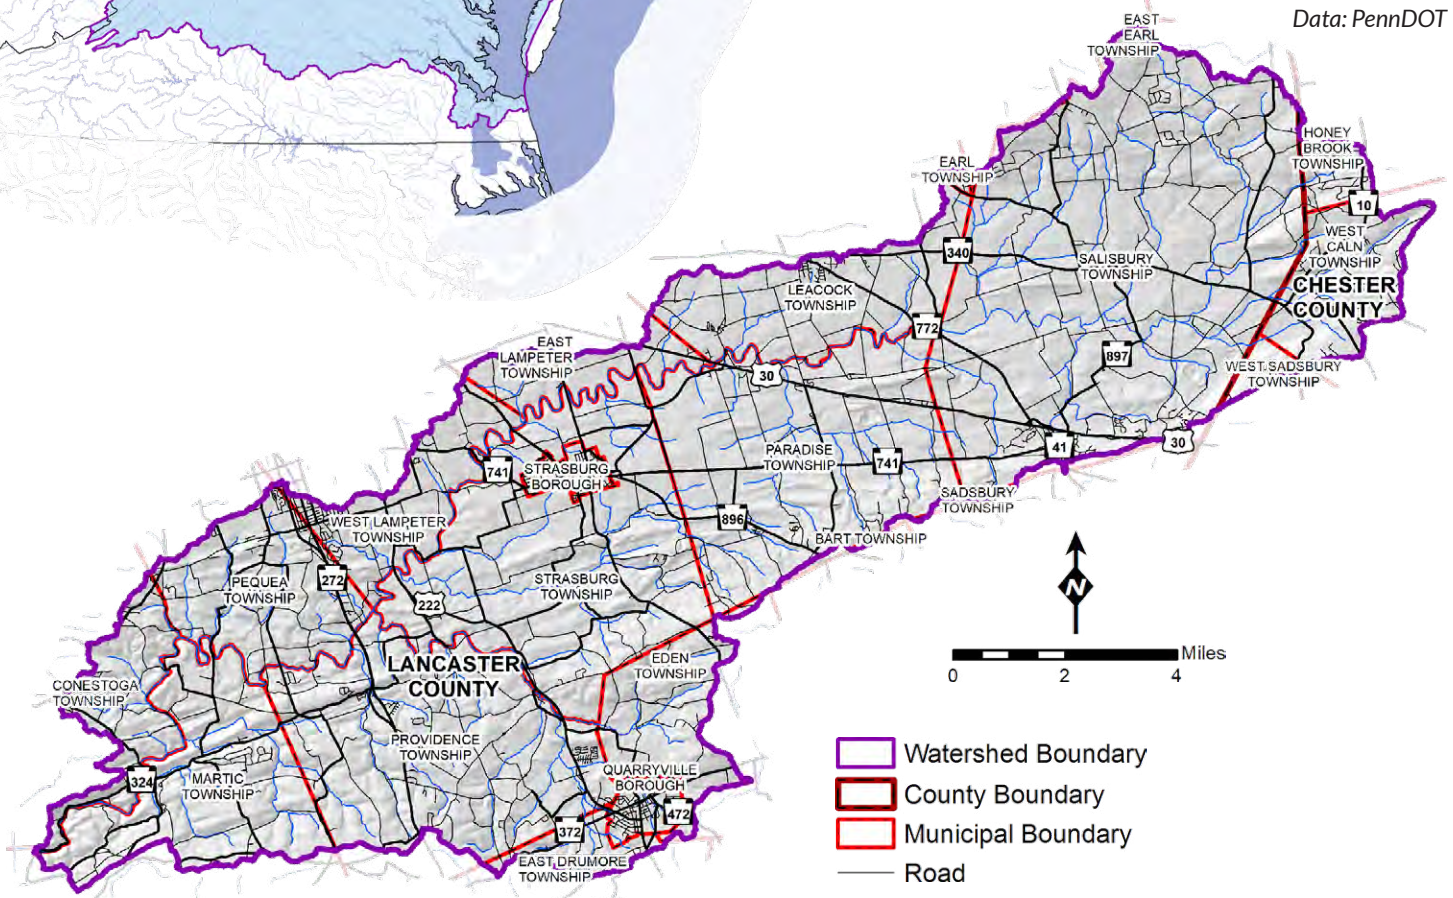 Data: PennDOT
EAST
EARL
TOWNSHIP
HONEY
BROOK
TOWNSHIP
EARL
TOWNSHIP
10
WEST
CALN
TOWNSHIP
340
SALISBURY
TOWNSHIP
CHESTER
COUNTY
LEACOCK
TOWNSHIP
772
EAST
LAMPETER
TOWNSHIP
897
30
WEST SADSBURY
TOWNSHIP
41
30
PARADISE
TOWNSHIP
741
741
STRASBURG
BOROUGH
SADSBURY
TOWNSHIP
896
WEST LAMPETER
TOWNSHIP
BART TOWNSHIP
PEQUEA
TOWNSHIP
272
STRASBURG
TOWNSHIP
222
N
LANCASTER
COUNTY
EDEN
TOWNSHIP
Miles
0
2
4
CONESTOGA
TOWNSHIP
PROVIDENCE
TOWNSHIP
324
MARTIC
TOWNSHIP
QUARRYVILLE
BOROUGH
472
372
EAST DRUMORE
TOWNSHIP
Watershed Boundary
County Boundary
Municipal Boundary
Road